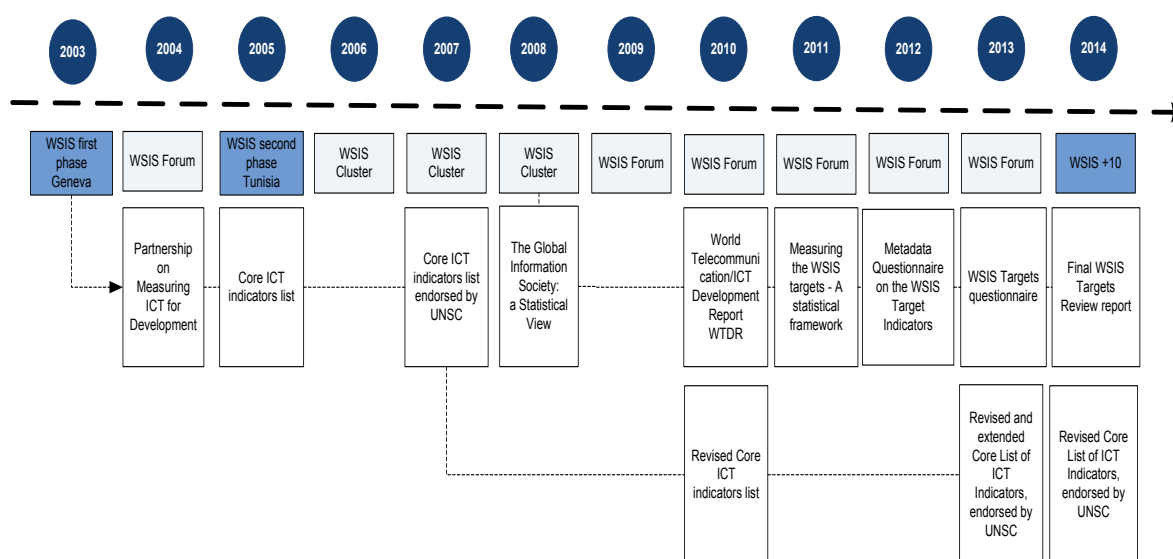 2003
2004
2005
2006
2007
2008
2009
2010
2011
2012
2013
2014
WSIS first
phase
Geneva
WSIS Forum
WSIS second
phase
Tunisia
WSIS
Cluster
WSIS
Cluster
WSIS
Cluster
WSIS Forum
WSIS Forum
WSIS Forum
WSIS Forum
WSIS Forum
WSIS +10
Partnership
on
Measuring
ICT for
Development
Core ICT
indicators list
Core ICT
indicators list
endorsed by
UNSC
The Global
Information
Society:
a Statistical
View
World
Telecommuni
cation/ICT
Development
Report
WTDR
Measuring
the WSIS
targets - A
statistical
framework
Metadata
Questionnaire
on the WSIS
Target
Indicators
WSIS Targets
questionnaire
Final WSIS
Targets
Review report
Revised Core
ICT
indicators list
Revised and
extended
Core List of
ICT
Indicators,
endorsed by
UNSC
Revised Core
List of ICT
Indicators,
endorsed by
UNSC